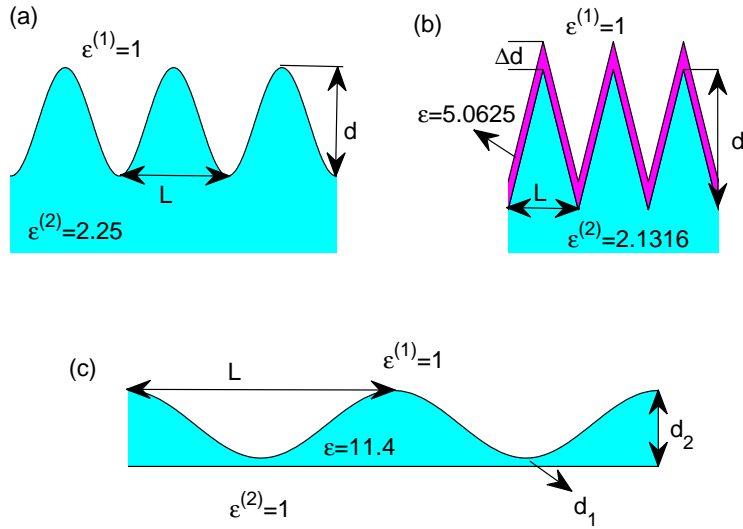 (a)
ε⁽¹⁾=1
d
L
ε⁽²⁾=2.25
(b)
ε⁽¹⁾=1
Δd
ε=5.0625
d
L
ε⁽²⁾=2.1316
(c)
ε⁽¹⁾=1
L
ε=11.4
d₂
d₁
ε⁽²⁾=1